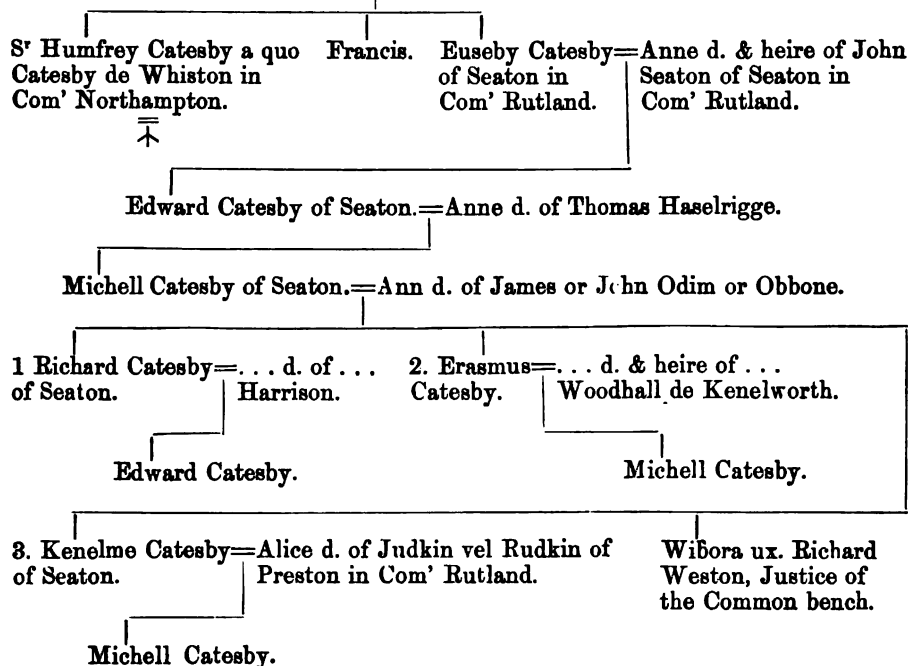 Sʳ Humfrey Catesby a quo
Catesby de Whiston in
Com' Northampton.
Francis.
Euseby Catesby=Anne d. & heire of John
of Seaton in Seaton of Seaton in
Com' Rutland. Com' Rutland.
Edward Catesby of Seaton.=Anne d. of Thomas Haselrigge.
Michell Catesby of Seaton.=Ann d. of James or John Odim or Obbone.
1 Richard Catesby=... d. of ...
of Seaton. Harrison.
2. Erasmus=... d. & heire of ...
Catesby. Woodhall de Kenelworth.
Edward Catesby.
Michell Catesby.
3. Kenelme Catesby=Alice d. of Judkin vel Rudkin of
of Seaton. Preston in Com' Rutland.
Wibora ux. Richard
Weston, Justice of
the Common bench.
Michell Catesby.